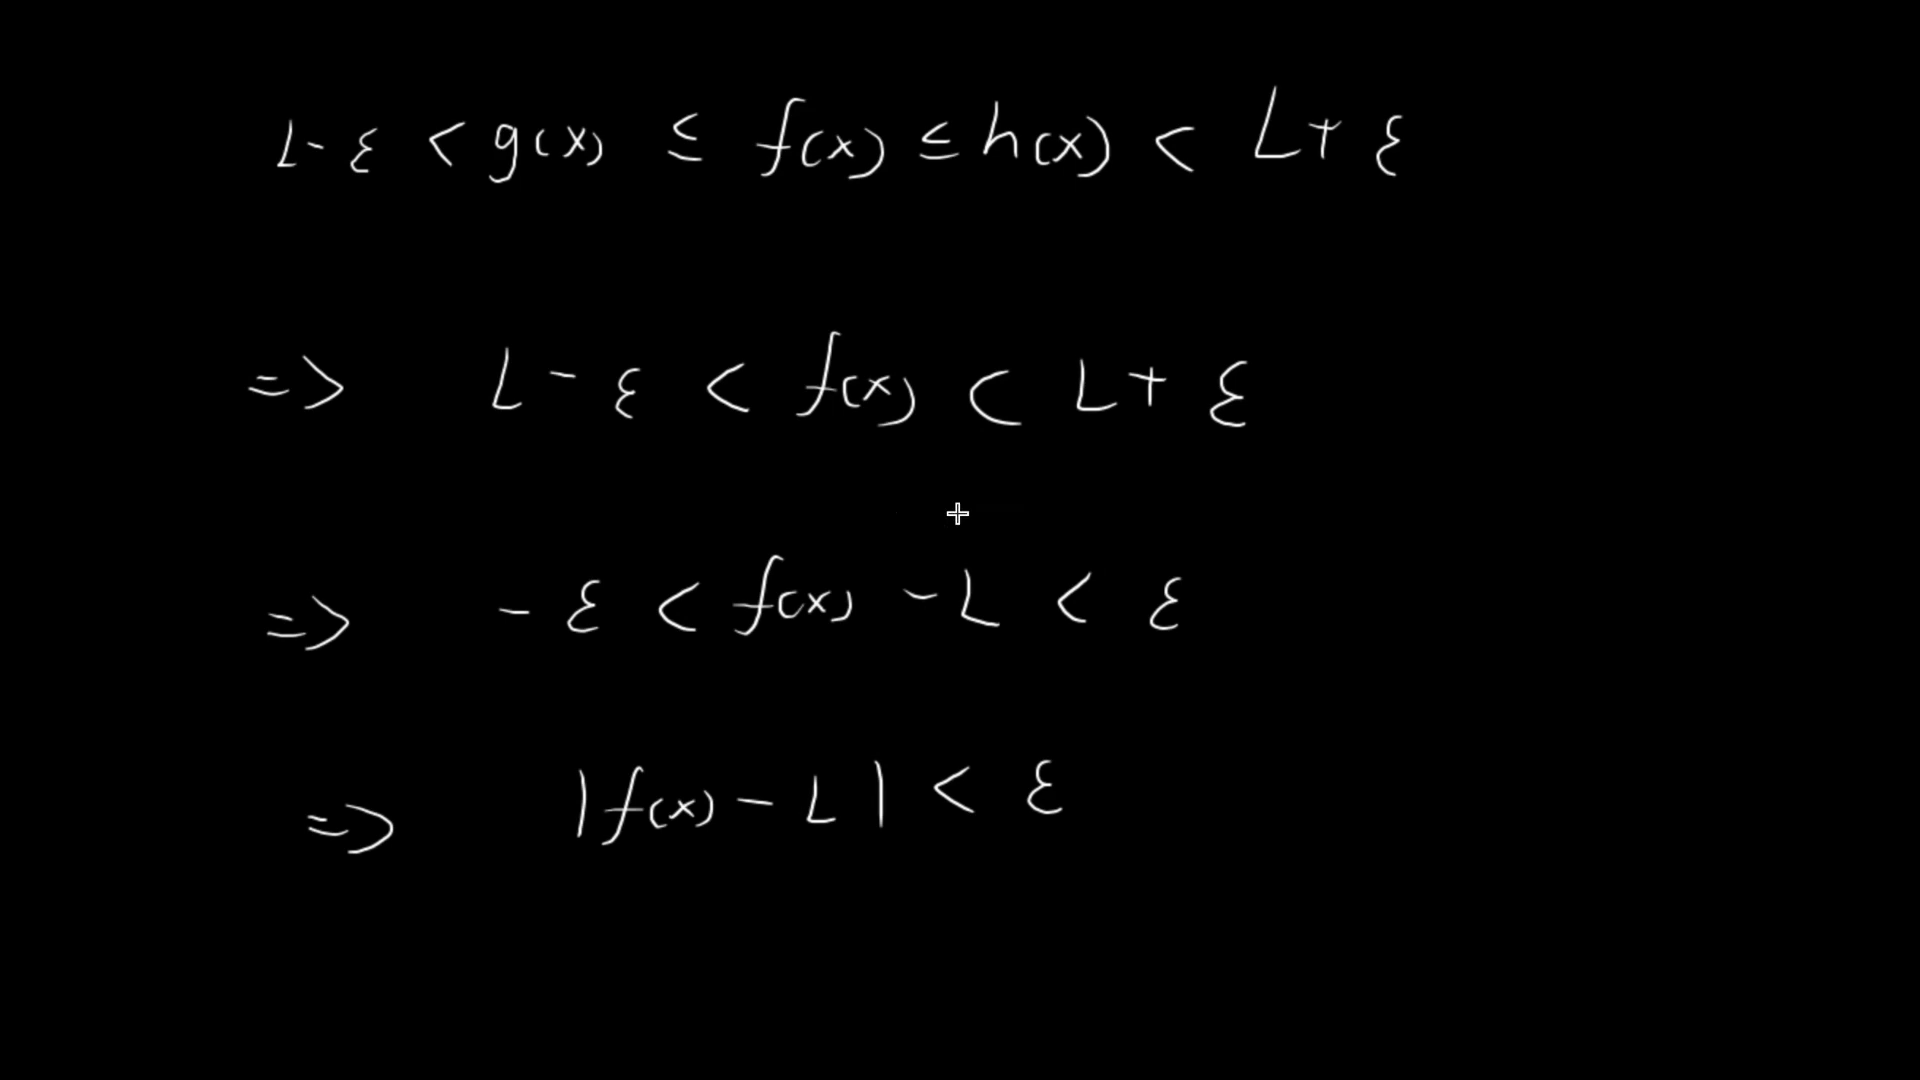 L - ε < g(x) ≤ f(x) ≤ h(x) < L + ε
=> L - ε < f(x) < L + ε
=> - ε < f(x) - L < ε
=> |f(x) - L| < ε